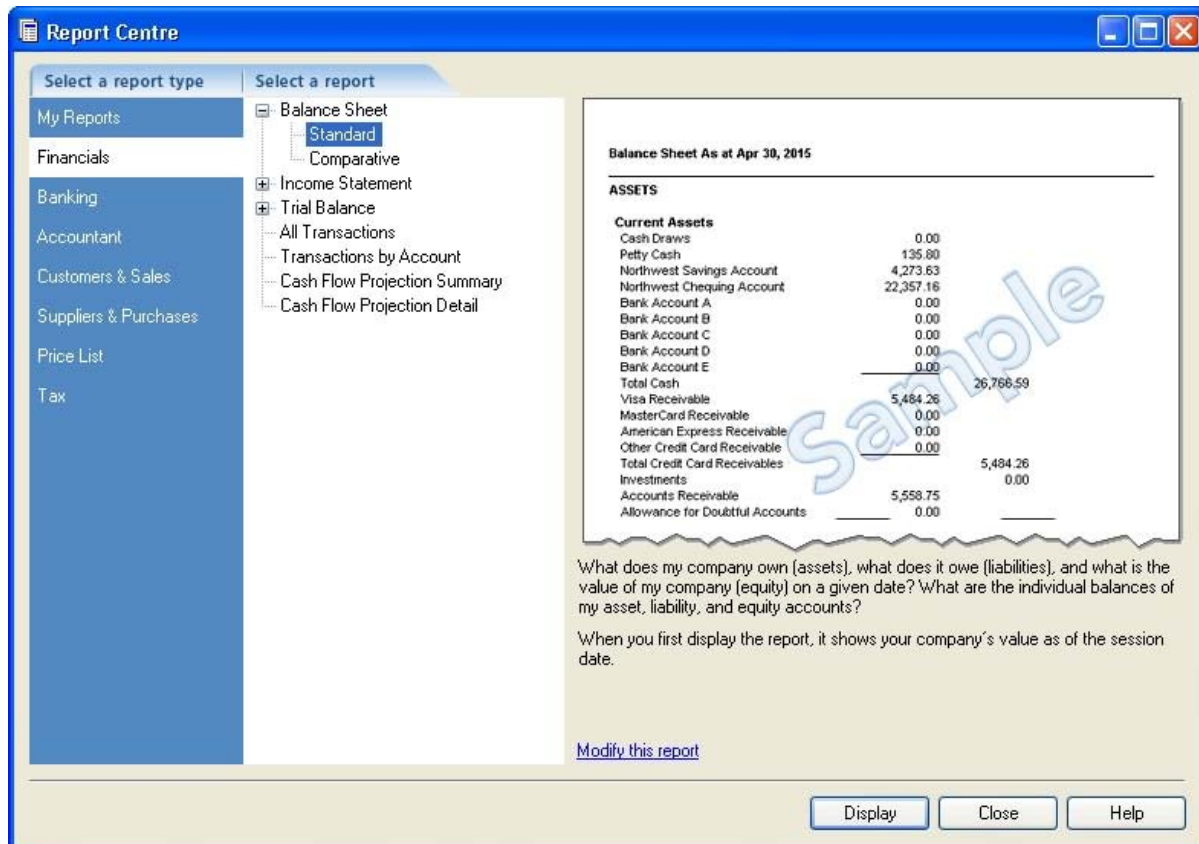 Report Centre
Select a report type
Select a report
My Reports
Financials
Banking
Accountant
Customers & Sales
Suppliers & Purchases
Price List
Tax
Balance Sheet
Standard
Comparative
Income Statement
Trial Balance
All Transactions
Transactions by Account
Cash Flow Projection Summary
Cash Flow Projection Detail
Balance Sheet As at Apr 30, 2015
ASSETS
Current Assets
Cash Draws 0.00
Petty Cash 135.80
Northwest Savings Account 4,273.63
Northwest Chequing Account 22,357.16
Bank Account A 0.00
Bank Account B 0.00
Bank Account C 0.00
Bank Account D 0.00
Bank Account E 0.00
Total Cash 26,766.59
Visa Receivable 5,484.26
MasterCard Receivable 0.00
American Express Receivable 0.00
Other Credit Card Receivable 0.00
Total Credit Card Receivables 5,484.26
Investments 0.00
Accounts Receivable 5,558.75
Allowance for Doubtful Accounts 0.00
Sample
What does my company own (assets), what does it owe (liabilities), and what is the
value of my company (equity) on a given date? What are the individual balances of
my asset, liability, and equity accounts?
When you first display the report, it shows your company´s value as of the session
date.
Modify this report
Display
Close
Help